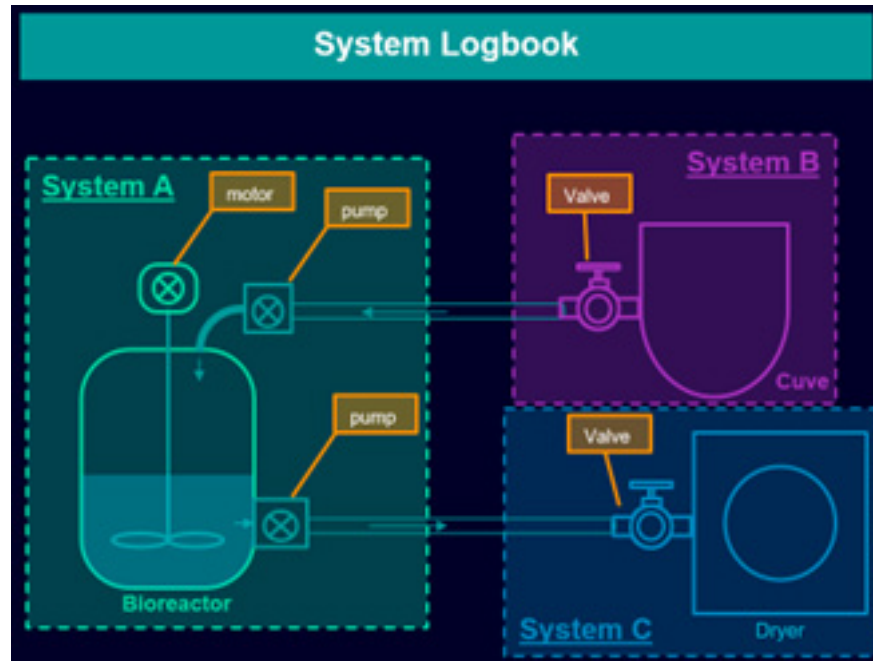 System Logbook
System A
motor
pump
pump
Bioreactor
System B
Valve
Cuve
Valve
System C
Dryer